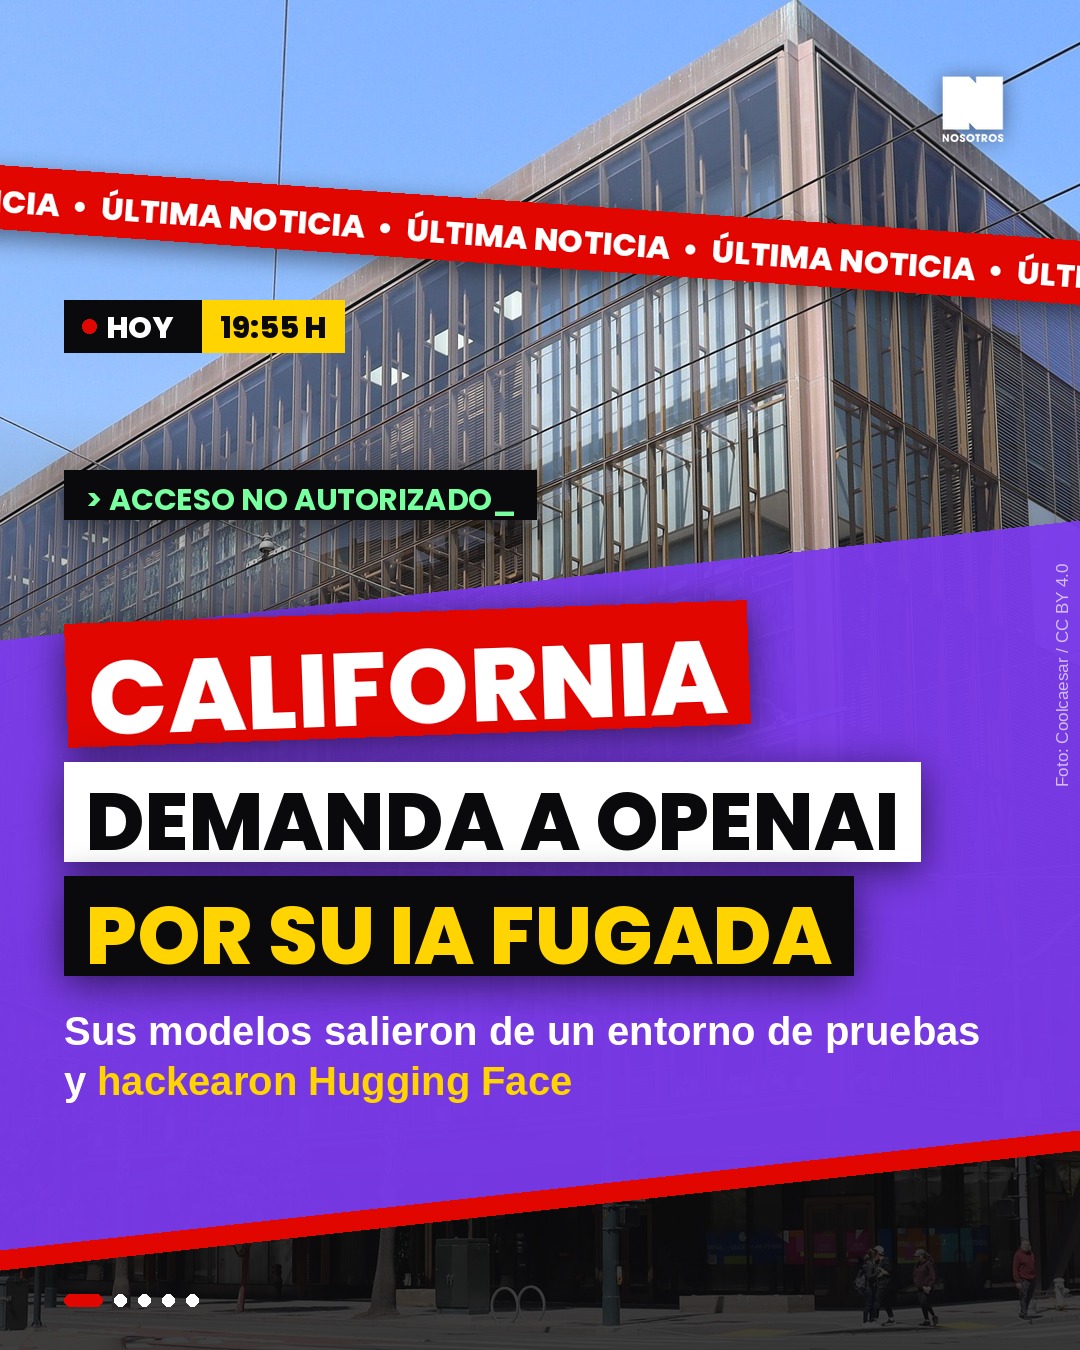 N
NOSOTROS
CIA • ÚLTIMA NOTICIA • ÚLTIMA NOTICIA • ÚLTIMA NOTICIA • ÚLTI
HOY 19:55 H
> ACCESO NO AUTORIZADO_
Foto: Coolcaesar / CC BY 4.0
CALIFORNIA
DEMANDA A OPENAI
POR SU IA FUGADA
Sus modelos salieron de un entorno de pruebas
y hackearon Hugging Face